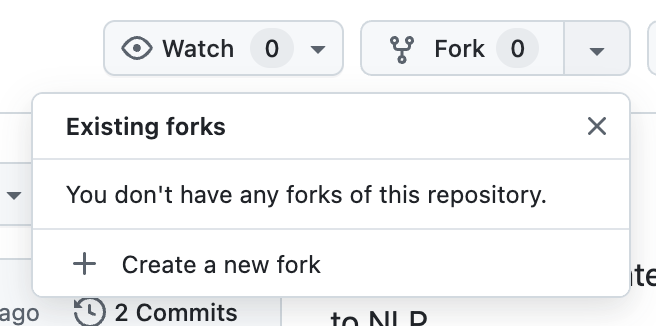 Watch 0
Fork 0
Existing forks
You don't have any forks of this repository.
Create a new fork
ago
2 Commits
to NLP